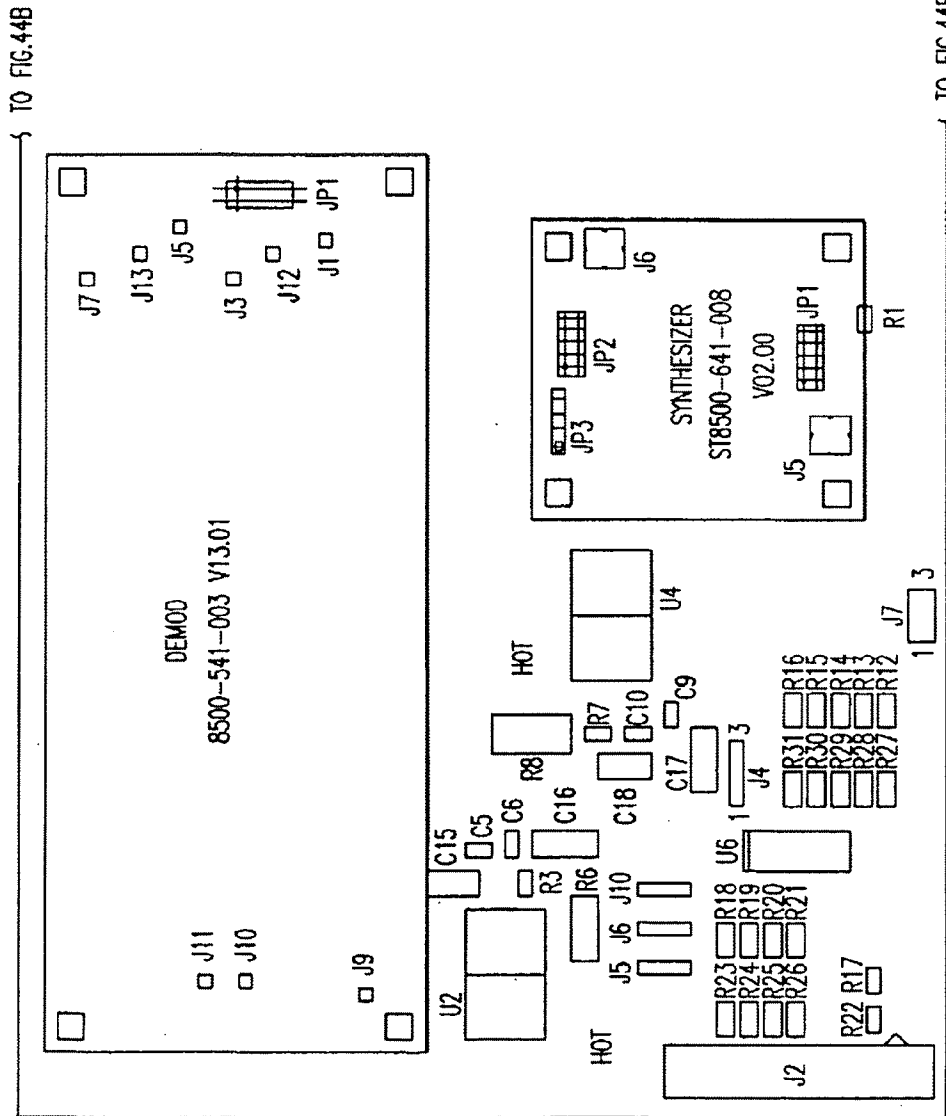 TO FIG.44B
TO FIG.44B
J7
J13
J5
J3
J12
J1
JP1
DEMOD
8500-541-003 V13.01
J11
J10
J9
J6
JP2
JP3
SYNTHESIZER
ST8500-641-008
V02.00
JP1
J5
R1
HOT
U4
R8
R7
C10
C9
C15
C5
C6
C16
C18
C17
1 J4 3
U2
R3
R6
J10
J6
J5
HOT
U6
R31 R16
R30 R15
R29 R14
R28 R13
R27 R12
1 J7 3
R23 R18
R24 R19
R25 R20
R26 R21
R22 R17
J2